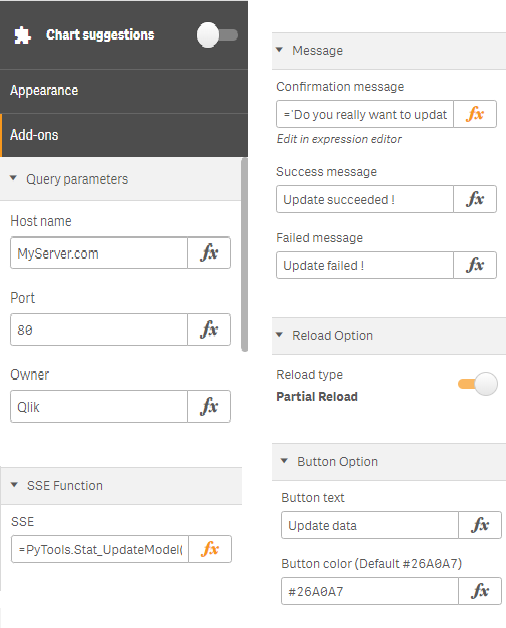 Chart suggestions
Appearance
Add-ons
Query parameters
Host name
MyServer.com
fx
Port
80
fx
Owner
Qlik
fx
SSE Function
SSE
=PyTools.Stat_UpdateModel(
fx
Message
Confirmation message
='Do you really want to updat
fx
Edit in expression editor
Success message
Update succeeded !
fx
Failed message
Update failed !
fx
Reload Option
Reload type
Partial Reload
Button Option
Button text
Update data
fx
Button color (Default #26A0A7)
#26A0A7
fx